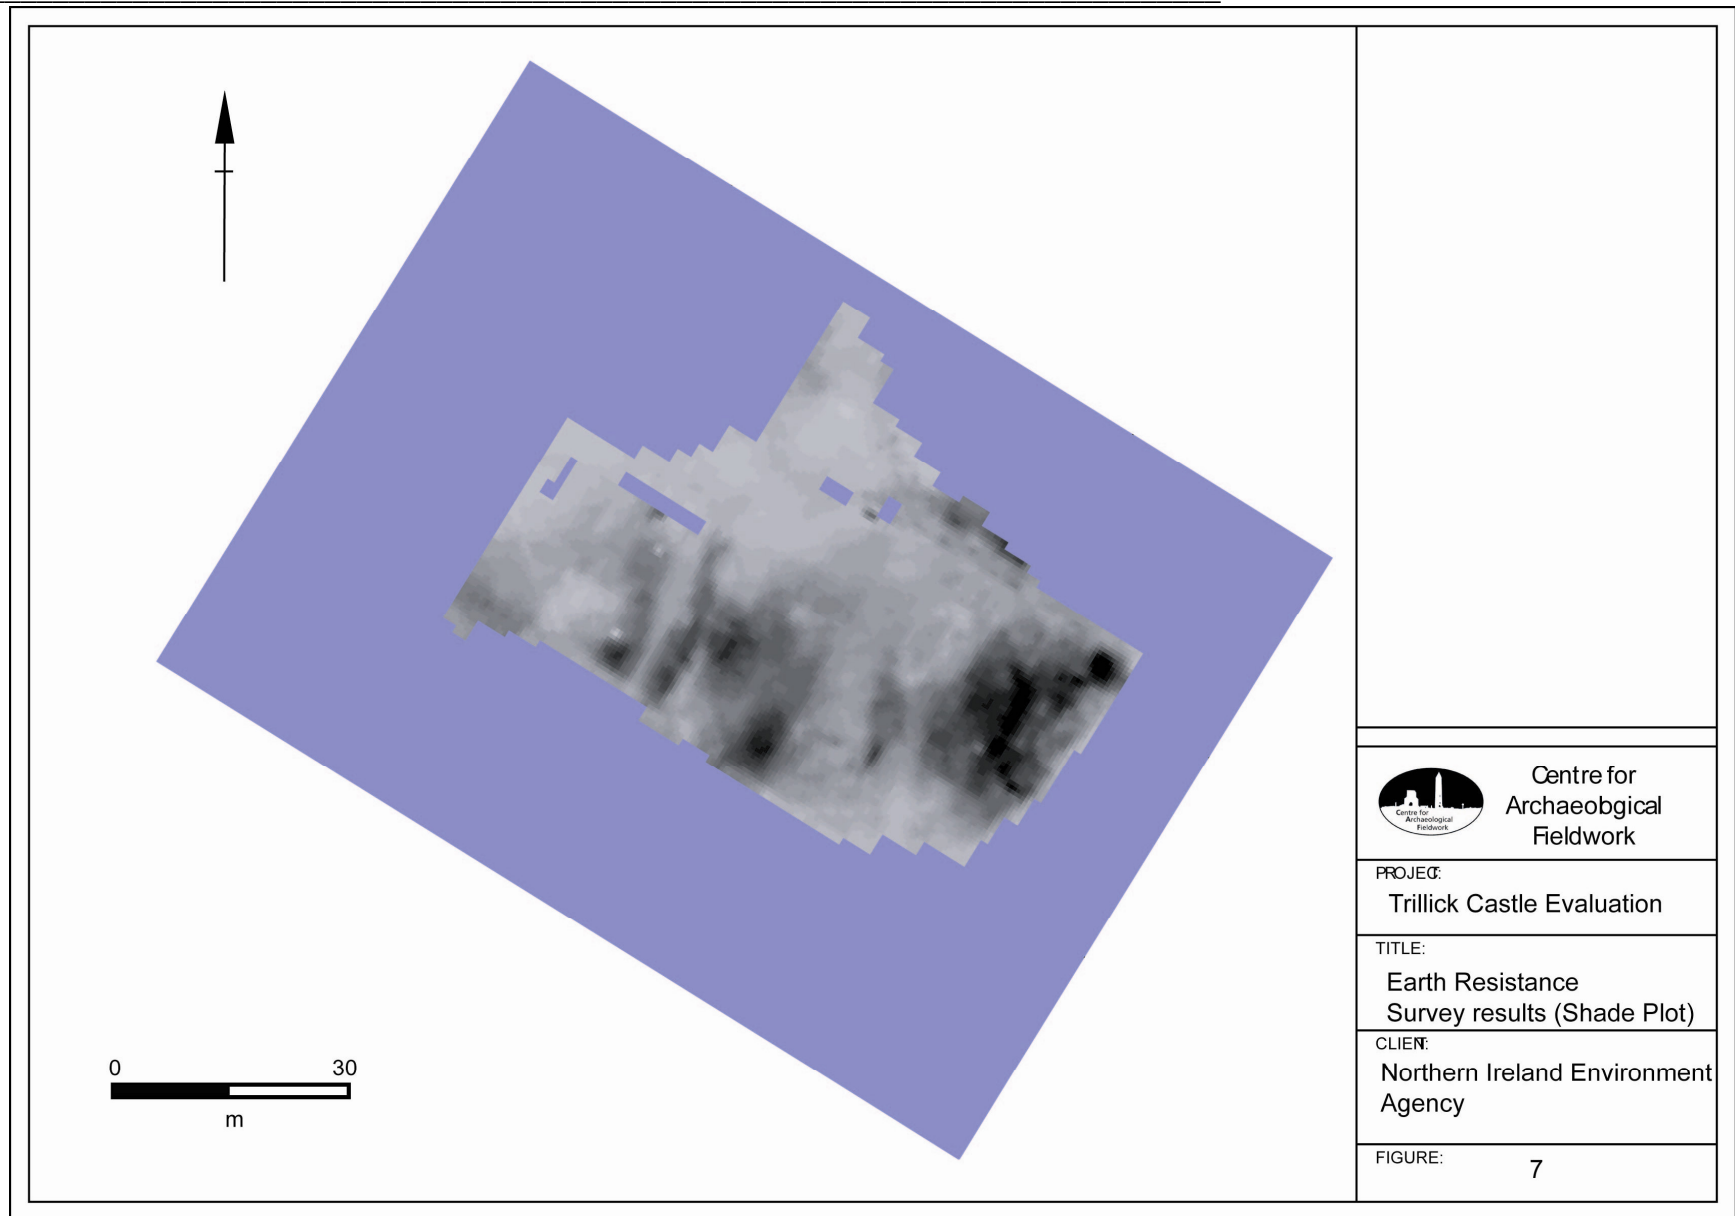 0 30
m
Centre for
Archaeological
Fieldwork
Centre for
Archaeobgical
Fieldwork
PROJECT:
Trillick Castle Evaluation
TITLE:
Earth Resistance
Survey results (Shade Plot)
CLIENT:
Northern Ireland Environment
Agency
FIGURE:
7